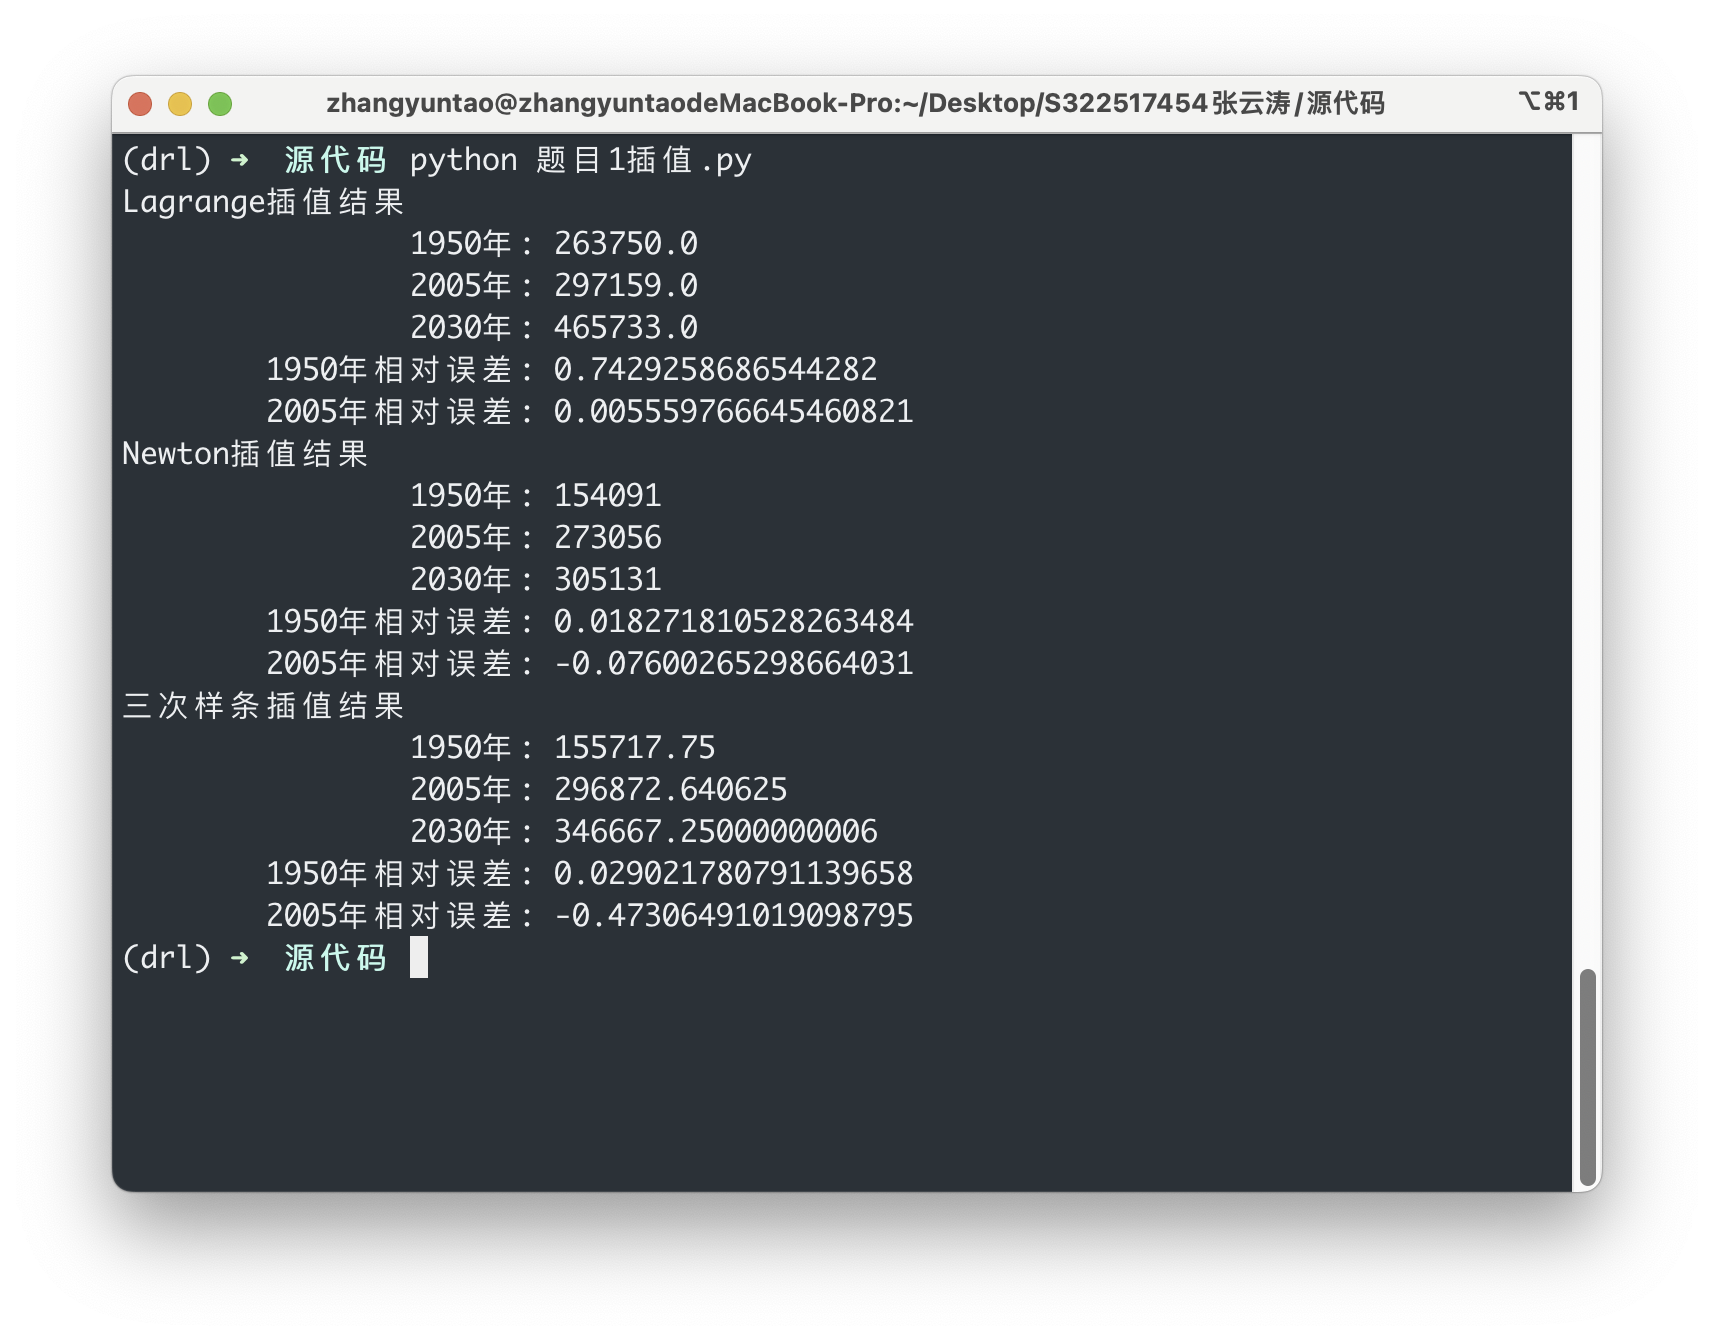 zhangyuntao@zhangyuntaodeMacBook-Pro:~/Desktop/S322517454张云涛/源代码 ⌥⌘1
(drl) ➜ 源代码 python 题目1插值.py
Lagrange插值结果
1950年: 263750.0
2005年: 297159.0
2030年: 465733.0
1950年相对误差: 0.7429258686544282
2005年相对误差: 0.005559766645460821
Newton插值结果
1950年: 154091
2005年: 273056
2030年: 305131
1950年相对误差: 0.018271810528263484
2005年相对误差: -0.07600265298664031
三次样条插值结果
1950年: 155717.75
2005年: 296872.640625
2030年: 346667.25000000006
1950年相对误差: 0.029021780791139658
2005年相对误差: -0.47306491019098795
(drl) ➜ 源代码